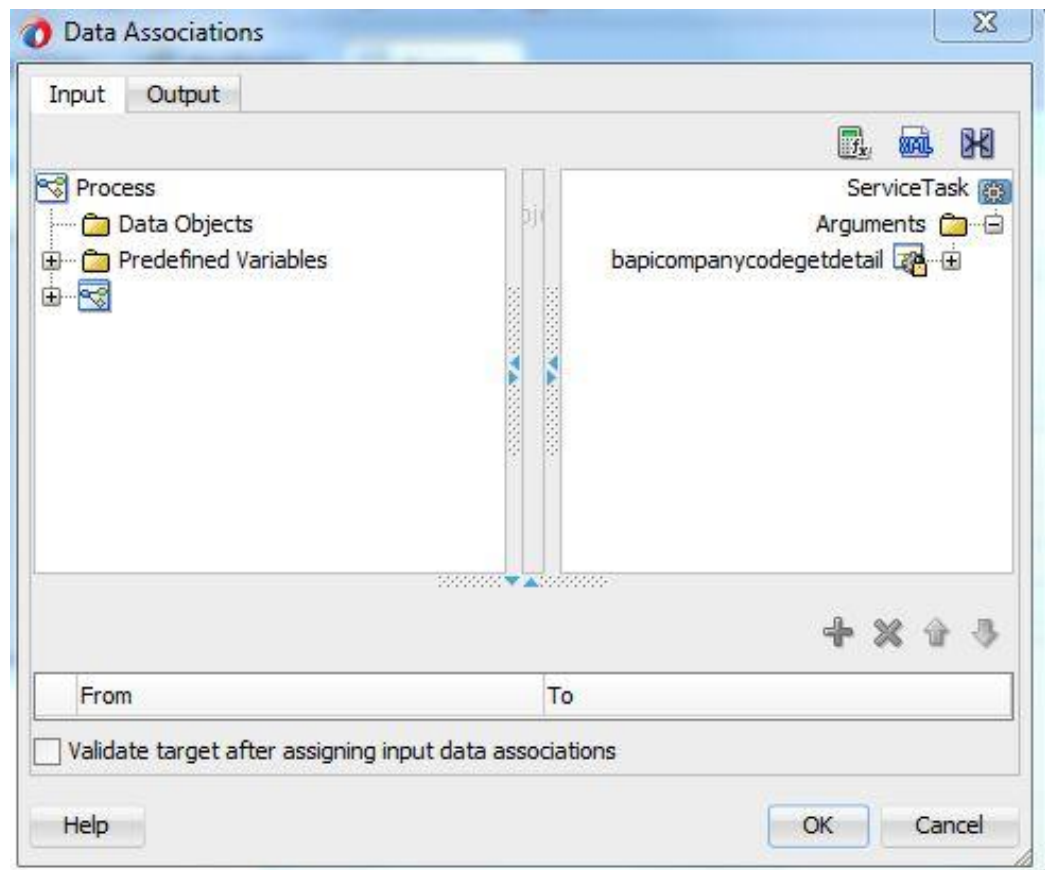 Data Associations
Input Output
Process
Data Objects
Predefined Variables
ServiceTask
Arguments
bapicompanycodegetdetail
From To
Validate target after assigning input data associations
Help OK Cancel